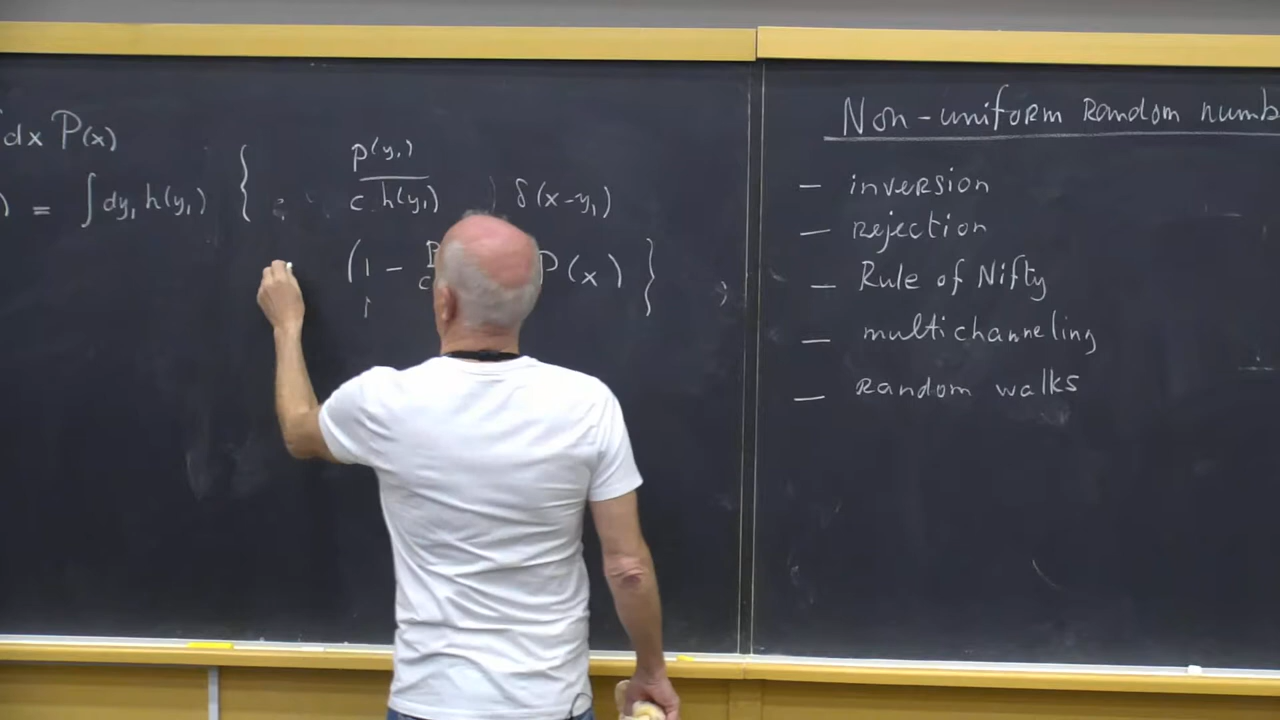 dx P(x)
) = ∫dy₁ h(y₁) { p(y₁) / c h(y₁) ) δ(x-y₁)
(1 - P(x) }
Non-uniform Random numb
— inversion
— rejection
— Rule of Nifty
— multichanneling
— Random walks